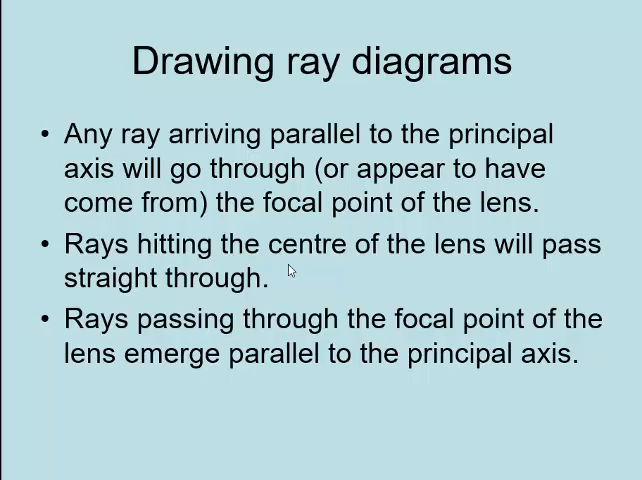 Drawing ray diagrams
• Any ray arriving parallel to the principal
axis will go through (or appear to have
come from) the focal point of the lens.
• Rays hitting the centre of the lens will pass
straight through.
• Rays passing through the focal point of the
lens emerge parallel to the principal axis.